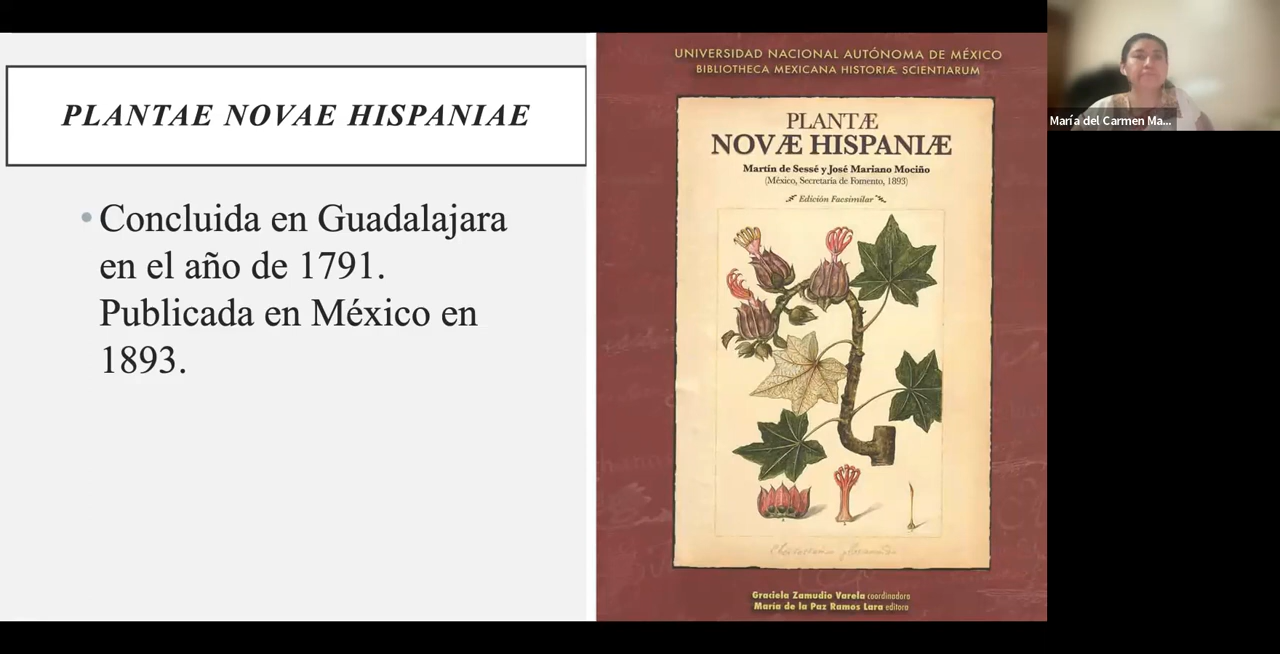 PLANTAE NOVAE HISPANIAE
• Concluida en Guadalajara
en el año de 1791.
Publicada en México en
1893.
UNIVERSIDAD NACIONAL AUTÓNOMA DE MÉXICO
BIBLIOTHECA MEXICANA HISTORIÆ SCIENTIARUM
PLANTÆ
NOVÆ HISPANIÆ
Martín de Sessé y José Mariano Mociño
(México, Secretaría de Fomento, 1893)
Edición Facsimilar
Graciela Zamudio Varela coordinadora
María de la Paz Ramos Lara editora
María del Carmen Ma...